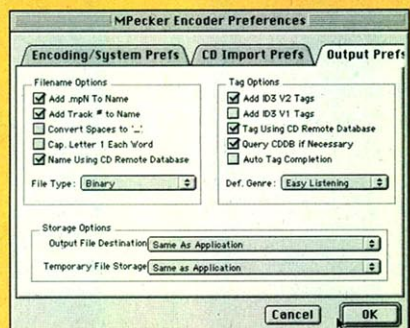 MPecker Encoder Preferences
Encoding/System Prefs
CD Import Prefs
Output Prefs
Filename Options
Add .mpN To Name
Add Track # to Name
Convert Spaces to '_'
Cap. Letter 1 Each Word
Name Using CD Remote Database
File Type: Binary
Tag Options
Add ID3 V2 Tags
Add ID3 V1 Tags
Tag Using CD Remote Database
Query CDDB if Necessary
Auto Tag Completion
Def. Genre: Easy Listening
Storage Options
Output File Destination Same As Application
Temporary File Storage Same as Application
Cancel
OK